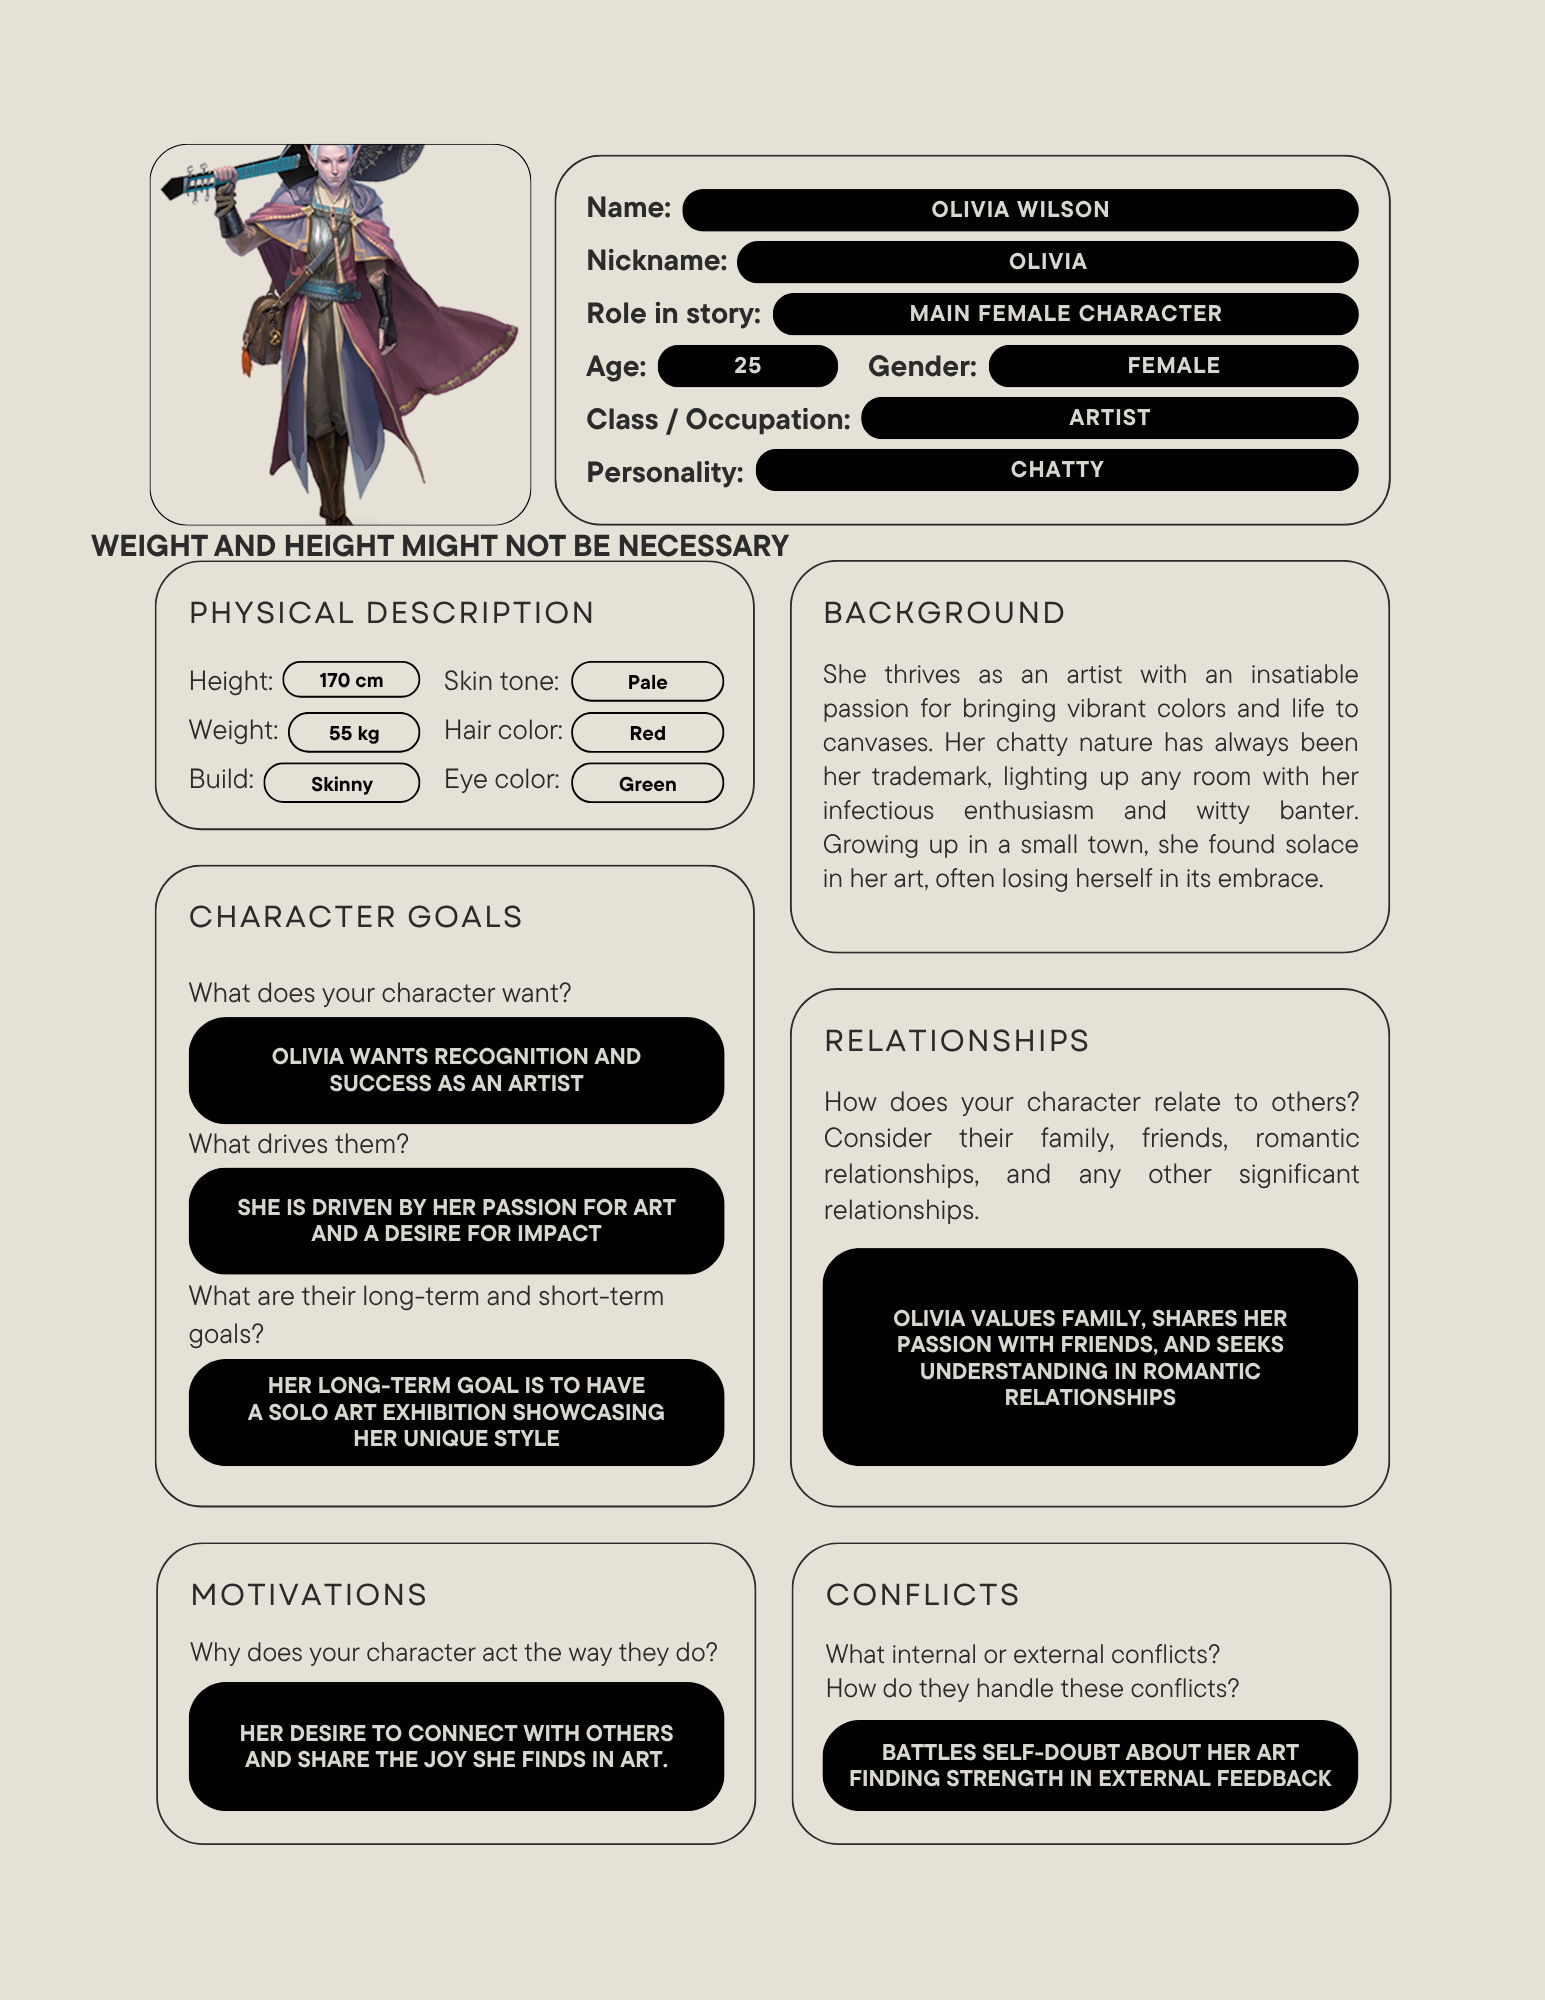 Name: OLIVIA WILSON
Nickname: OLIVIA
Role in story: MAIN FEMALE CHARACTER
Age: 25 Gender: FEMALE
Class / Occupation: ARTIST
Personality: CHATTY
WEIGHT AND HEIGHT MIGHT NOT BE NECESSARY
PHYSICAL DESCRIPTION
Height: 170 cm Skin tone: Pale
Weight: 55 kg Hair color: Red
Build: Skinny Eye color: Green
BACKGROUND
She thrives as an artist with an insatiable
passion for bringing vibrant colors and life to
canvases. Her chatty nature has always been
her trademark, lighting up any room with her
infectious enthusiasm and witty banter.
Growing up in a small town, she found solace
in her art, often losing herself in its embrace.
CHARACTER GOALS
What does your character want?
OLIVIA WANTS RECOGNITION AND
SUCCESS AS AN ARTIST
What drives them?
SHE IS DRIVEN BY HER PASSION FOR ART
AND A DESIRE FOR IMPACT
What are their long-term and short-term
goals?
HER LONG-TERM GOAL IS TO HAVE
A SOLO ART EXHIBITION SHOWCASING
HER UNIQUE STYLE
RELATIONSHIPS
How does your character relate to others?
Consider their family, friends, romantic
relationships, and any other significant
relationships.
OLIVIA VALUES FAMILY, SHARES HER
PASSION WITH FRIENDS, AND SEEKS
UNDERSTANDING IN ROMANTIC
RELATIONSHIPS
MOTIVATIONS
Why does your character act the way they do?
HER DESIRE TO CONNECT WITH OTHERS
AND SHARE THE JOY SHE FINDS IN ART.
CONFLICTS
What internal or external conflicts?
How do they handle these conflicts?
BATTLES SELF-DOUBT ABOUT HER ART
FINDING STRENGTH IN EXTERNAL FEEDBACK